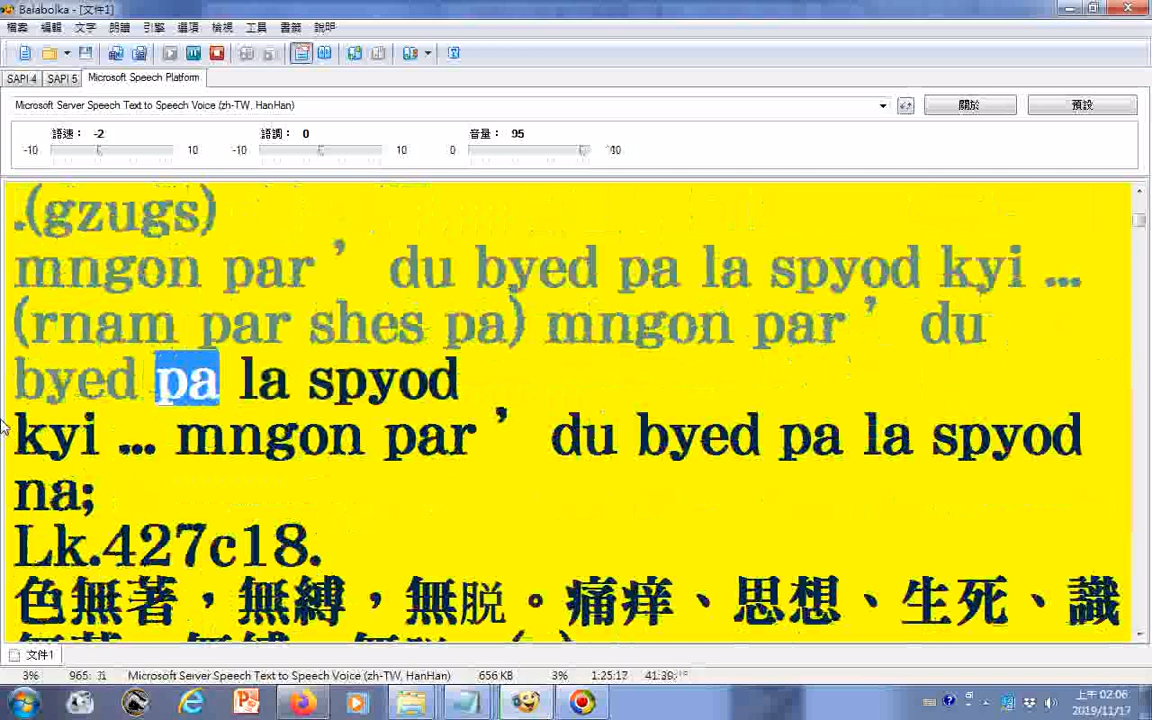 Balabolka - [文件1]
檔案 編輯 文字 朗讀 引擎 選項 檢視 工具 書籤 說明
SAPI 4 SAPI 5 Microsoft Speech Platform
Microsoft Server Speech Text to Speech Voice (zh-TW, HanHan) 關於 預設
語速： -2 語調： 0 音量： 95
-10 10 -10 10 0
.(gzugs)
mngon par ’ du byed pa la spyod kyi ...
(rnam par shes pa) mngon par ’ du
byed pa la spyod
kyi ... mngon par ’ du byed pa la spyod
na;
Lk.427c18.
色無著，無縛，無脱。痛痒、思想、生死、識
文件1
3% Microsoft Server Speech Text to Speech Voice (zh-TW, HanHan) 656 KB 3% 1:25:17
上午 02:06
2019/11/17